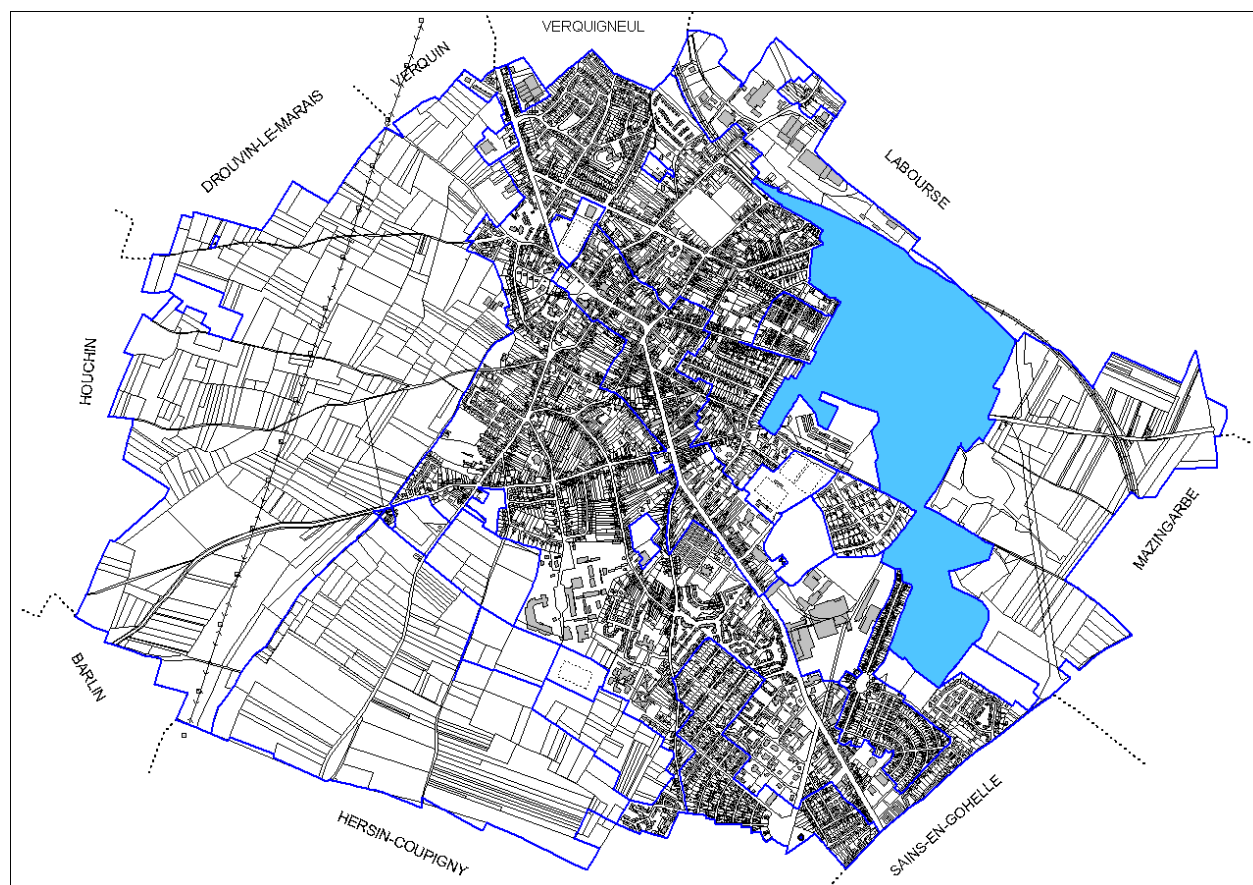 VERQUIGNEUL
VERQUIN
DROUVIN-LE-MARAIS
LABOURSE
HOUCHIN
MAZINGARBE
BARLIN
HERSIN-COUPIGNY
SAINS-EN-GOHELLE